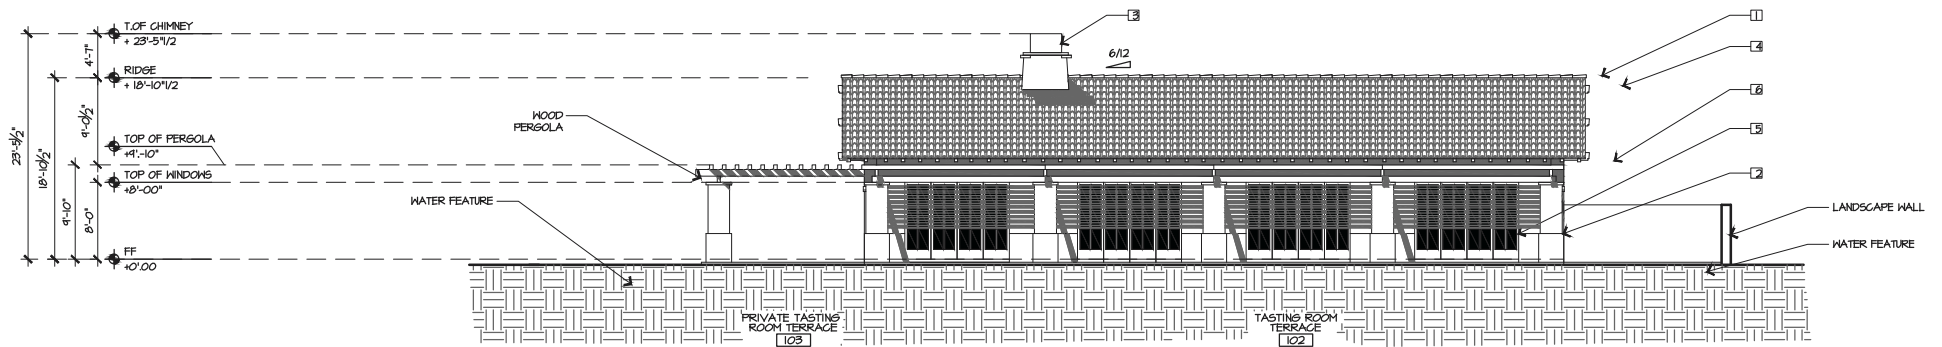 T.OF CHIMNEY
+ 23'-5"1/2
RIDGE
+ 18'-10"1/2
TOP OF PERGOLA
+9'.-10"
TOP OF WINDOWS
+8'-00"
FF
+0'.00
23'-5½"
18'-10½"
9'-10"
4'-7"
9'-0½"
8'-0"
WOOD
PERGOLA
WATER FEATURE
6/12
3
1
4
6
5
2
LANDSCAPE WALL
WATER FEATURE
PRIVATE TASTING
ROOM TERRACE
103
TASTING ROOM
TERRACE
102